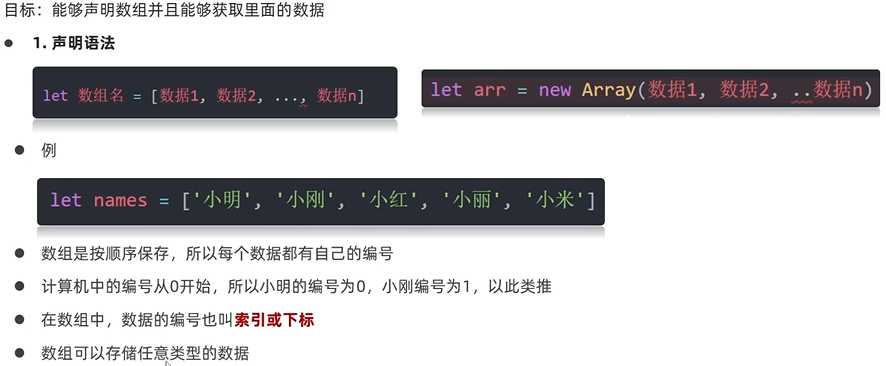 目标：能够声明数组并且能够获取里面的数据
● 1. 声明语法
let 数组名 = [数据1, 数据2, ..., 数据n]
let arr = new Array(数据1, 数据2, ..数据n)
● 例
let names = ['小明', '小刚', '小红', '小丽', '小米']
● 数组是按顺序保存，所以每个数据都有自己的编号
● 计算机中的编号从0开始，所以小明的编号为0，小刚编号为1，以此类推
● 在数组中，数据的编号也叫索引或下标
● 数组可以存储任意类型的数据